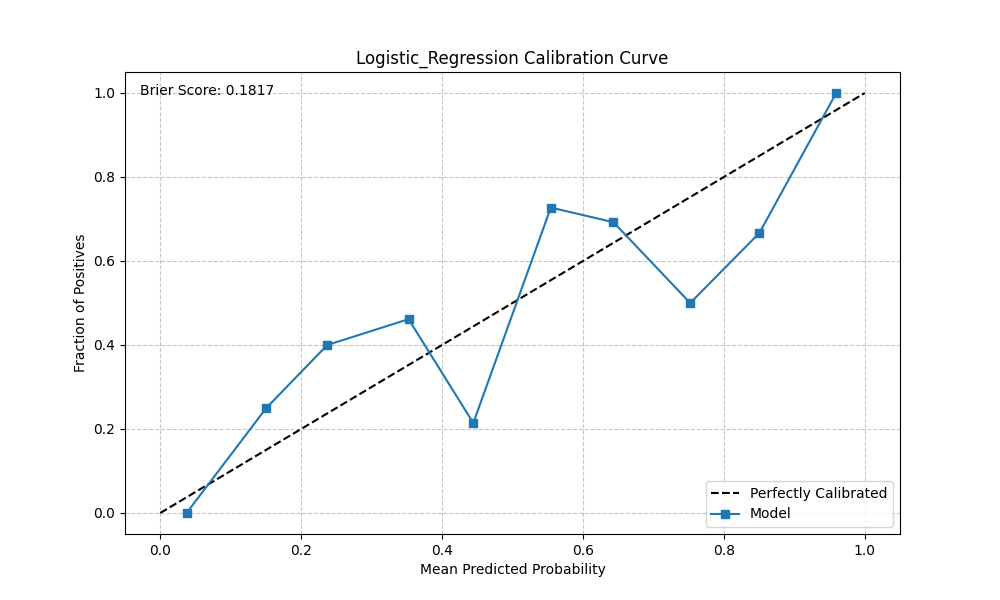 Logistic_Regression Calibration Curve
Brier Score: 0.1817
1.0
0.8
0.6
0.4
0.2
0.0
Fraction of Positives
Perfectly Calibrated
Model
0.0 0.2 0.4 0.6 0.8 1.0
Mean Predicted Probability